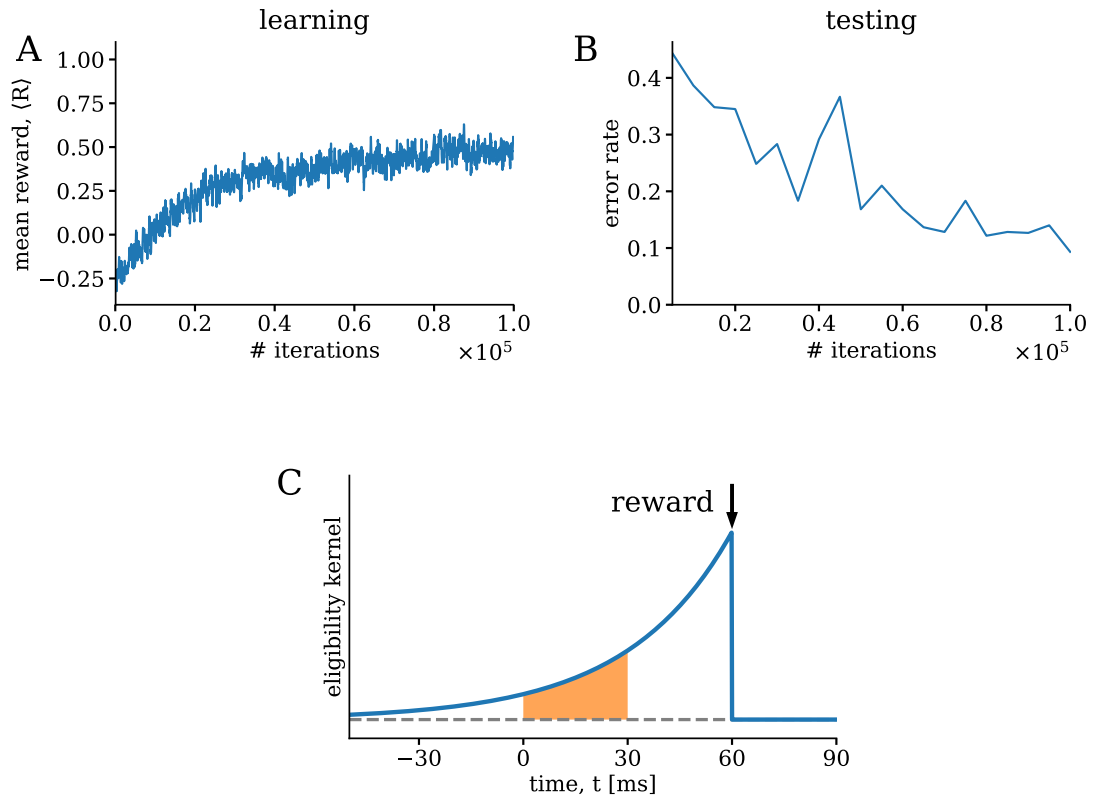 learning
A
mean reward, ⟨R⟩
1.00
0.75
0.50
0.25
0.00
−0.25
0.0 0.2 0.4 0.6 0.8 1.0
# iterations
×10⁵
testing
B
error rate
0.4
0.3
0.2
0.1
0.0
0.2 0.4 0.6 0.8 1.0
# iterations
×10⁵
C
reward
eligibility kernel
−30 0 30 60 90
time, t [ms]